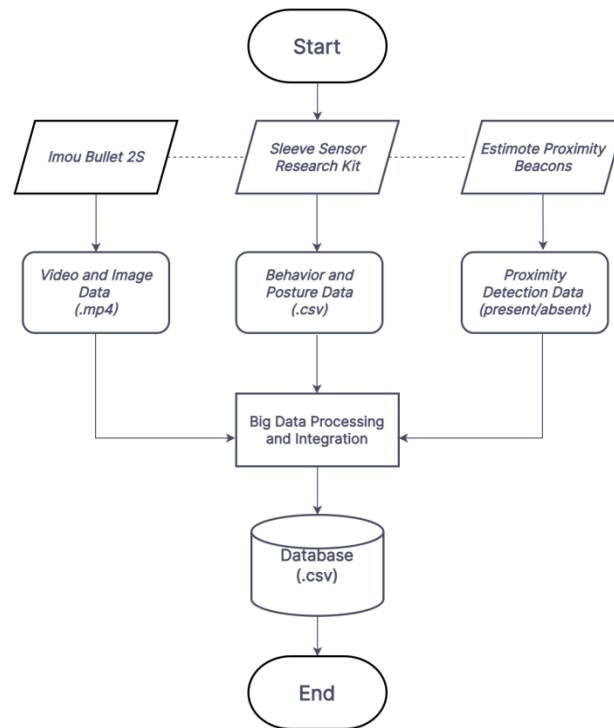 Start
Imou Bullet 2S
Sleeve Sensor
Research Kit
Estimote Proximity
Beacons
Video and Image
Data
(.mp4)
Behavior and
Posture Data
(.csv)
Proximity
Detection Data
(present/absent)
Big Data Processing
and Integration
Database
(.csv)
End